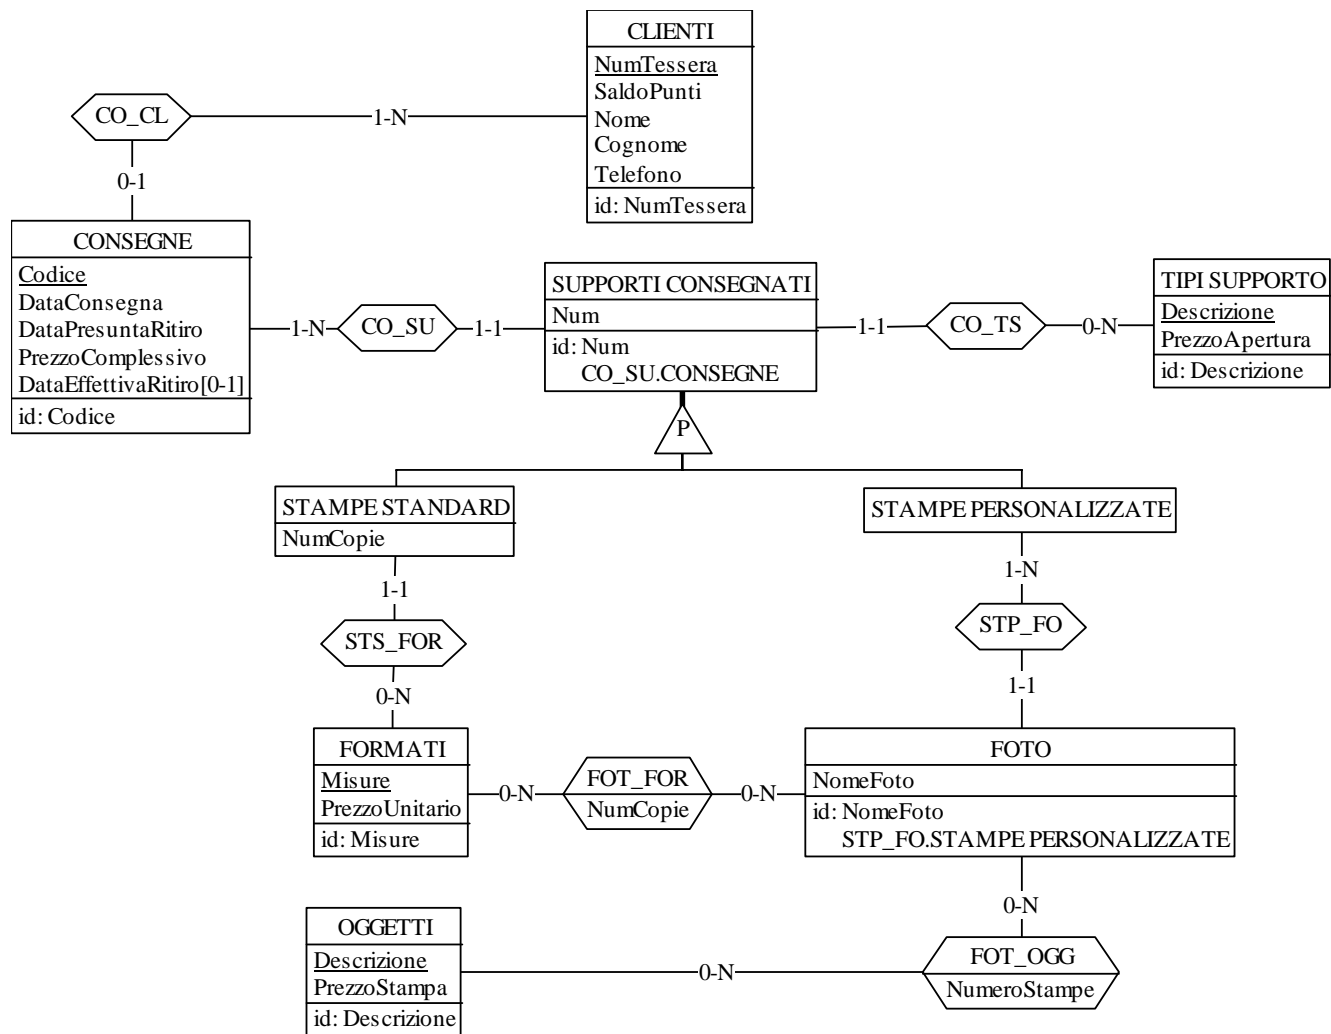 CLIENTI
NumTessera
SaldoPunti
Nome
Cognome
Telefono
id: NumTessera
CO_CL
1-N
0-1
CONSEGNE
Codice
DataConsegna
DataPresuntaRitiro
PrezzoComplessivo
DataEffettivaRitiro[0-1]
id: Codice
1-N
CO_SU
1-1
SUPPORTI CONSEGNATI
Num
id: Num
CO_SU.CONSEGNE
1-1
CO_TS
0-N
TIPI SUPPORTO
Descrizione
PrezzoApertura
id: Descrizione
P
STAMPE STANDARD
NumCopie
STAMPE PERSONALIZZATE
1-1
STS_FOR
0-N
1-N
STP_FO
1-1
FORMATI
Misure
PrezzoUnitario
id: Misure
0-N
FOT_FOR
NumCopie
0-N
FOTO
NomeFoto
id: NomeFoto
STP_FO.STAMPE PERSONALIZZATE
0-N
OGGETTI
Descrizione
PrezzoStampa
id: Descrizione
0-N
FOT_OGG
NumeroStampe